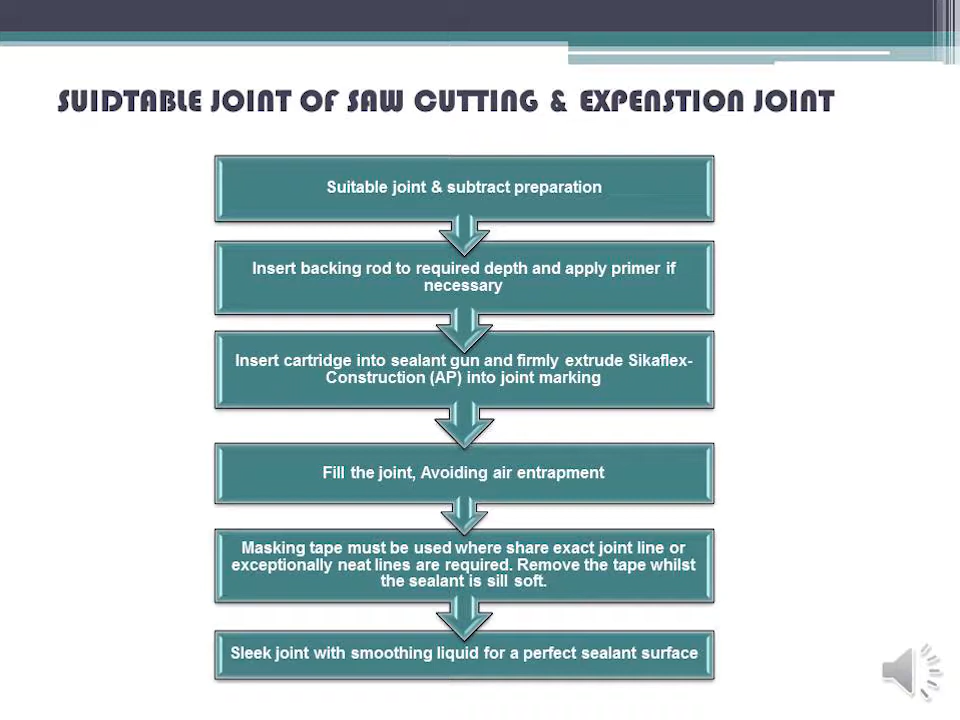 SUIDTABLE JOINT OF SAW CUTTING & EXPENSTION JOINT
Suitable joint & subtract preparation
Insert backing rod to required depth and apply primer if
necessary
Insert cartridge into sealant gun and firmly extrude Sikaflex-
Construction (AP) into joint marking
Fill the joint, Avoiding air entrapment
Masking tape must be used where share exact joint line or
exceptionally neat lines are required. Remove the tape whilst
the sealant is sill soft.
Sleek joint with smoothing liquid for a perfect sealant surface